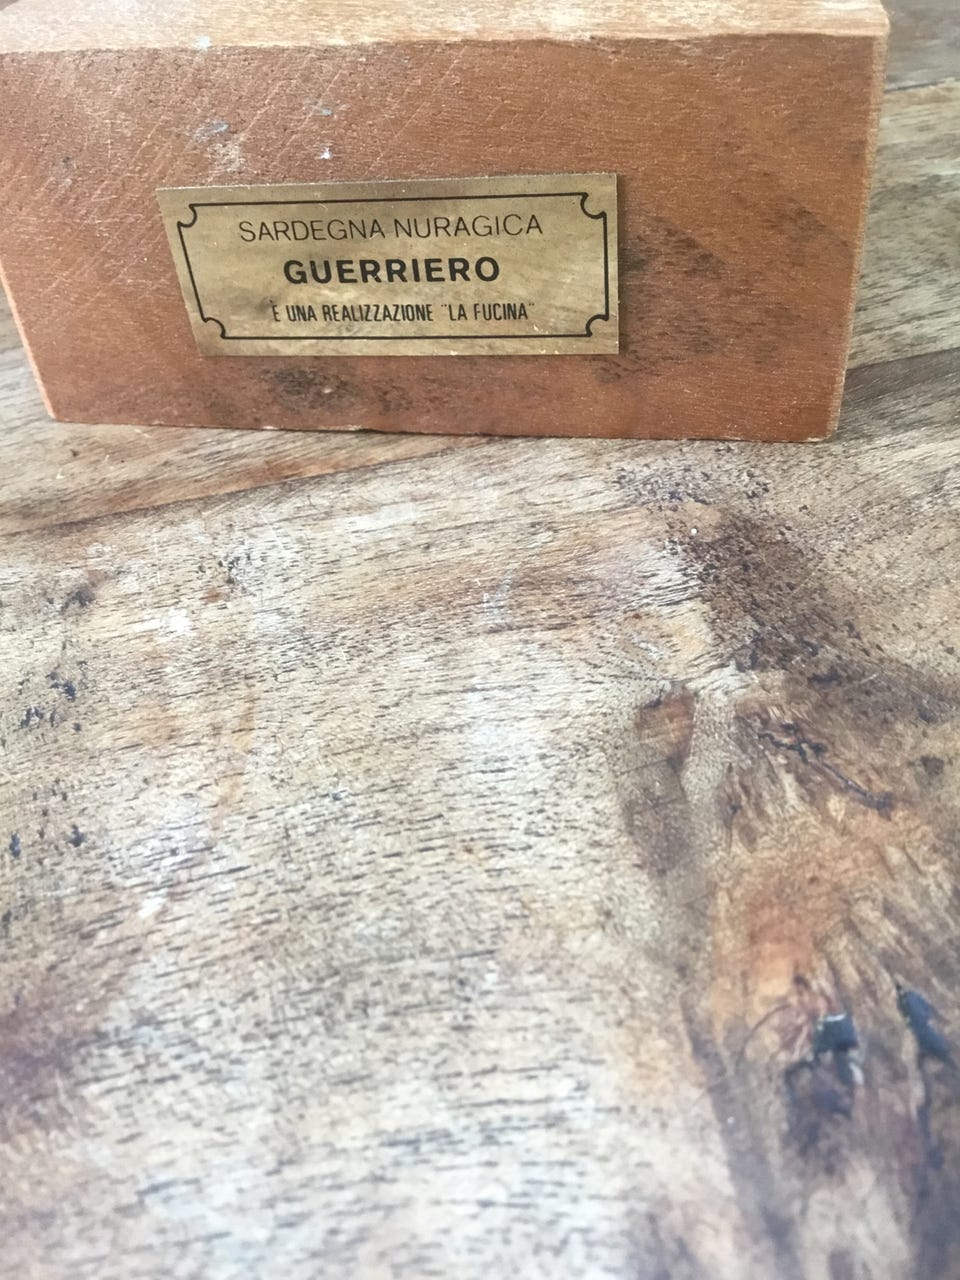 SARDEGNA NURAGICA
GUERRIERO
È UNA REALIZZAZIONE "LA FUCINA"